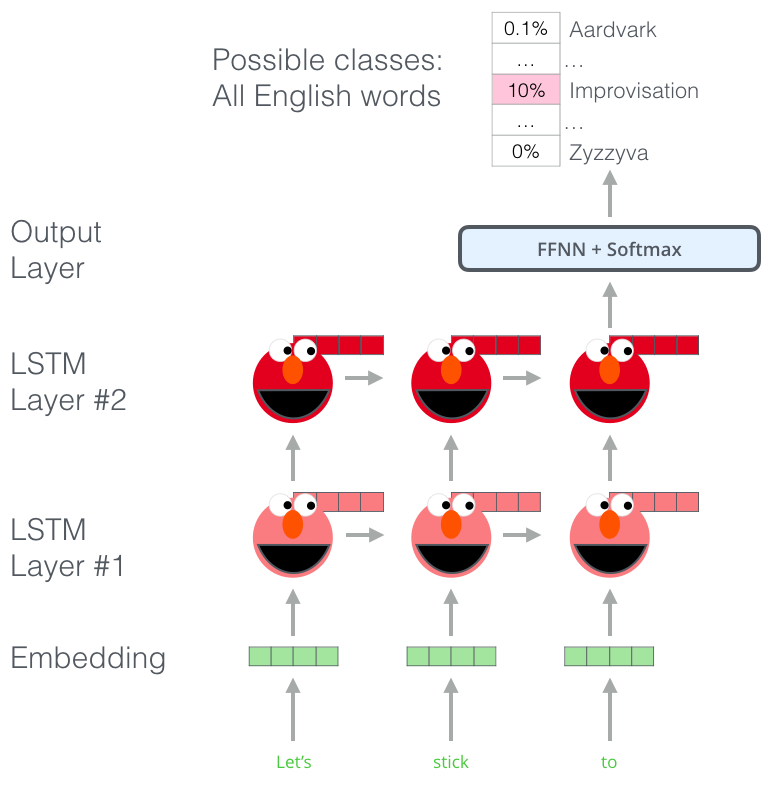 Possible classes:
All English words
0.1% Aardvark
... ...
10% Improvisation
... ...
0% Zyzzyva
Output
Layer
FFNN + Softmax
LSTM
Layer #2
LSTM
Layer #1
Embedding
Let's stick to